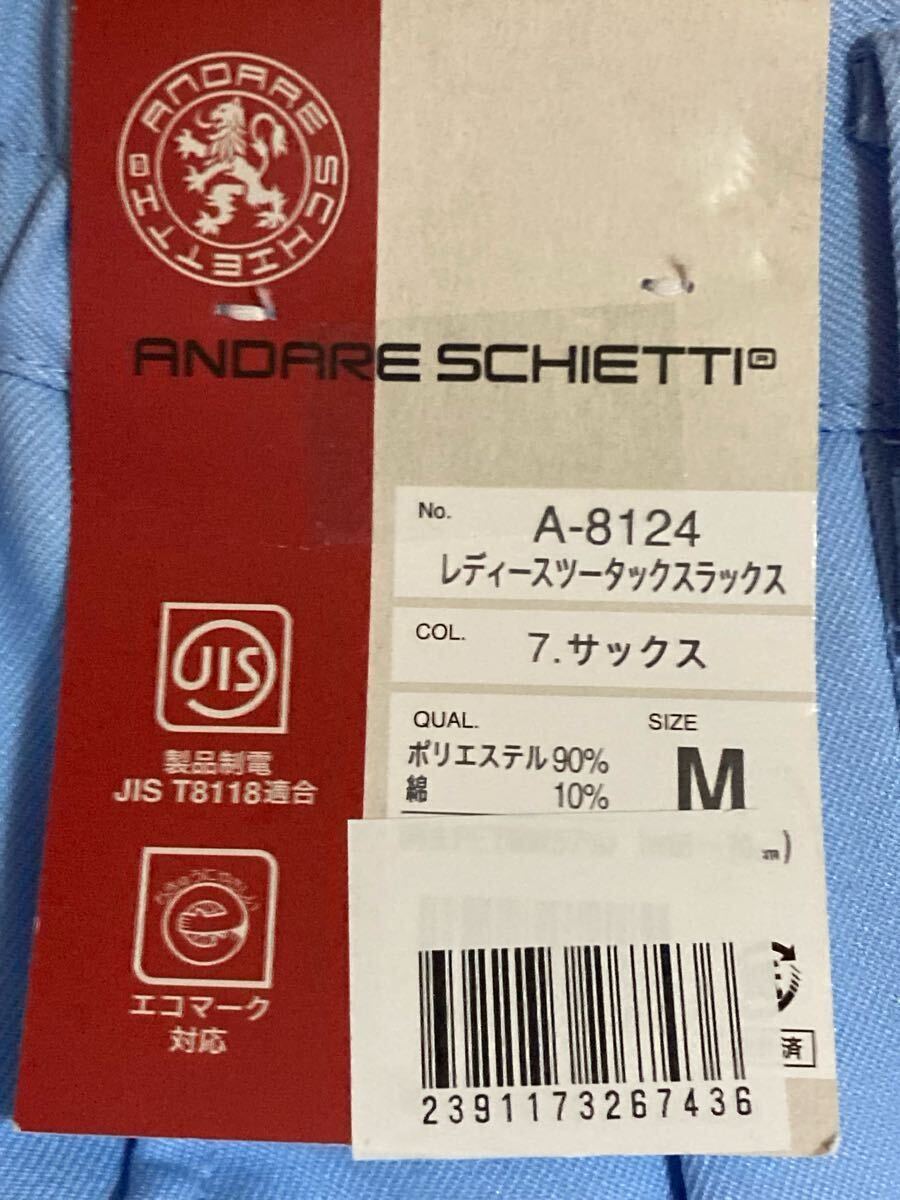 ANDARE SCHIETTI
ANDARE SCHIETTI®
No.
A-8124
レディースツータックスラックス
COL.
7.サックス
QUAL.
SIZE
ポリエステル 90%
綿 10%
M
JIS
製品制電
JIS T8118適合
エコマーク
対応
済
2391173267436